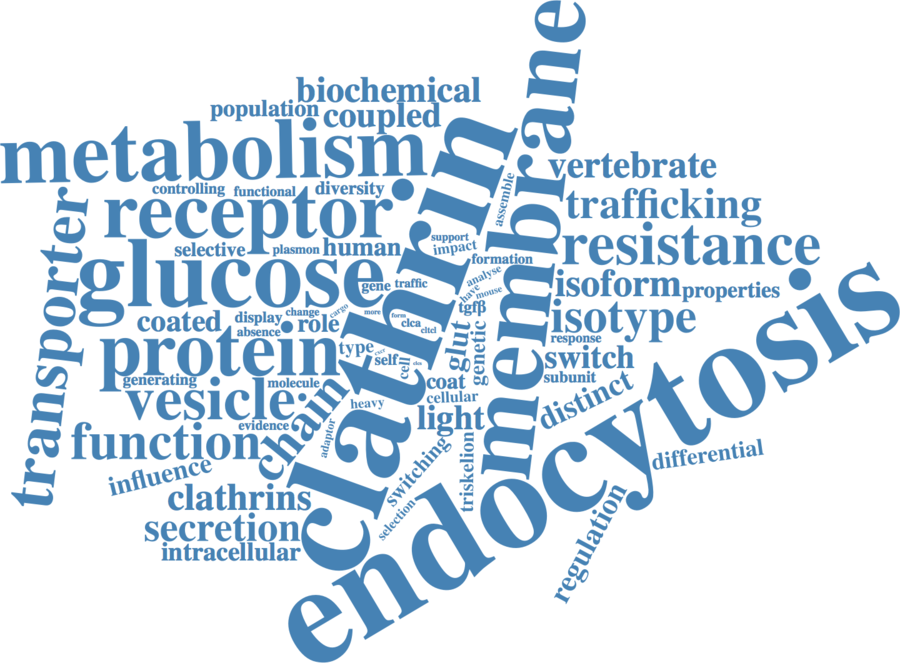 biochemical
population
coupled
metabolism
clathrin
membrane
vertebrate
controlling
functional
diversity
assemble
receptor
trafficking
transporter
selective
plasmon
human
support
impact
resistance
formation
glucose
gene
traffic
analyse
have
mouse
isoform
properties
coated
display
change
cargo
absence
role
more
form
clca
cltcl
tgfβ
isotype
response
protein
type
self
cell
glut
genetic
switch
generating
molecule
coat
subunit
vesicle
chain
heavy
cellular
distinct
evidence
light
function
adaptor
endocytosis
influence
switching
triskelion
differential
clathrins
selection
secretion
regulation
intracellular